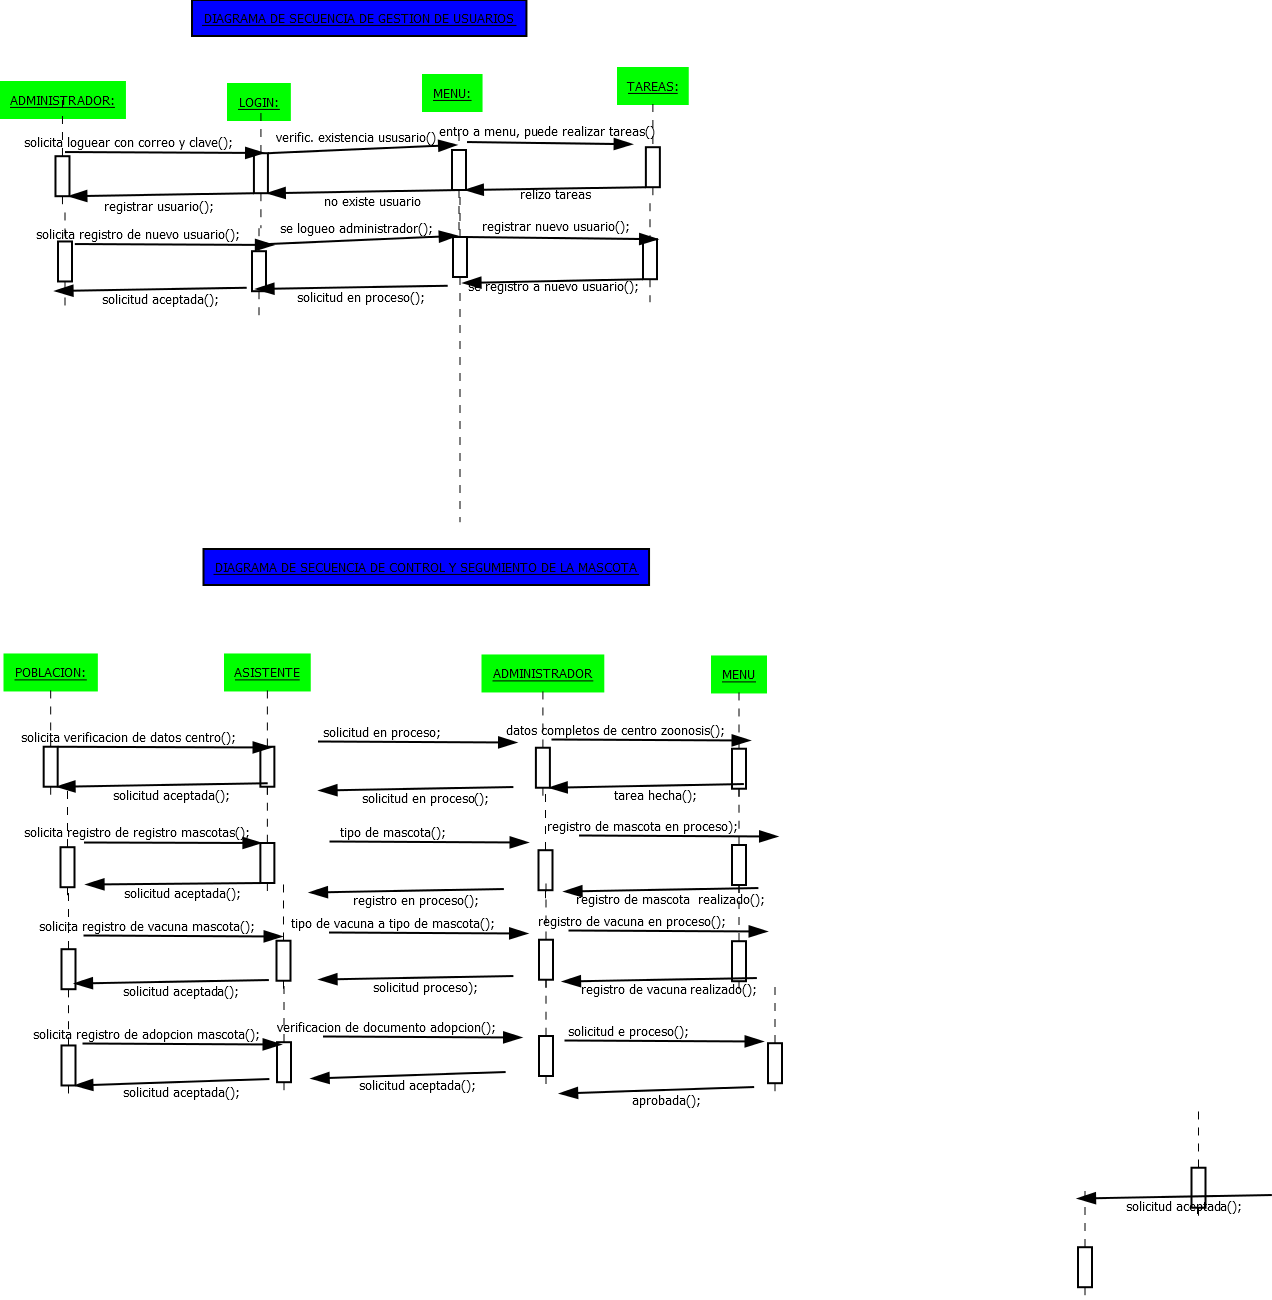 DIAGRAMA DE SECUENCIA DE GESTION DE USUARIOS
ADMINISTRADOR:
LOGIN:
MENU:
TAREAS:
solicita loguear con correo y clave();
verific. existencia ususario()
entro a menu, puede realizar tareas()
registrar usuario();
no existe usuario
relizo tareas
solicita registro de nuevo usuario();
se logueo administrador();
registrar nuevo usuario();
solicitud aceptada();
solicitud en proceso();
se registro a nuevo usuario();
DIAGRAMA DE SECUENCIA DE CONTROL Y SEGUMIENTO DE LA MASCOTA
POBLACION:
ASISTENTE
ADMINISTRADOR
MENU
solicita verificacion de datos centro();
solicitud en proceso;
datos completos de centro zoonosis();
solicitud aceptada();
solicitud en proceso();
tarea hecha();
solicita registro de registro mascotas();
tipo de mascota();
registro de mascota en proceso);
solicitud aceptada();
registro en proceso();
registro de mascota  realizado();
solicita registro de vacuna mascota();
tipo de vacuna a tipo de mascota();
registro de vacuna en proceso();
solicitud aceptada();
solicitud proceso);
registro de vacuna realizado();
solicita registro de adopcion mascota();
verificacion de documento adopcion();
solicitud e proceso();
solicitud aceptada();
solicitud aceptada();
aprobada();
solicitud aceptada();